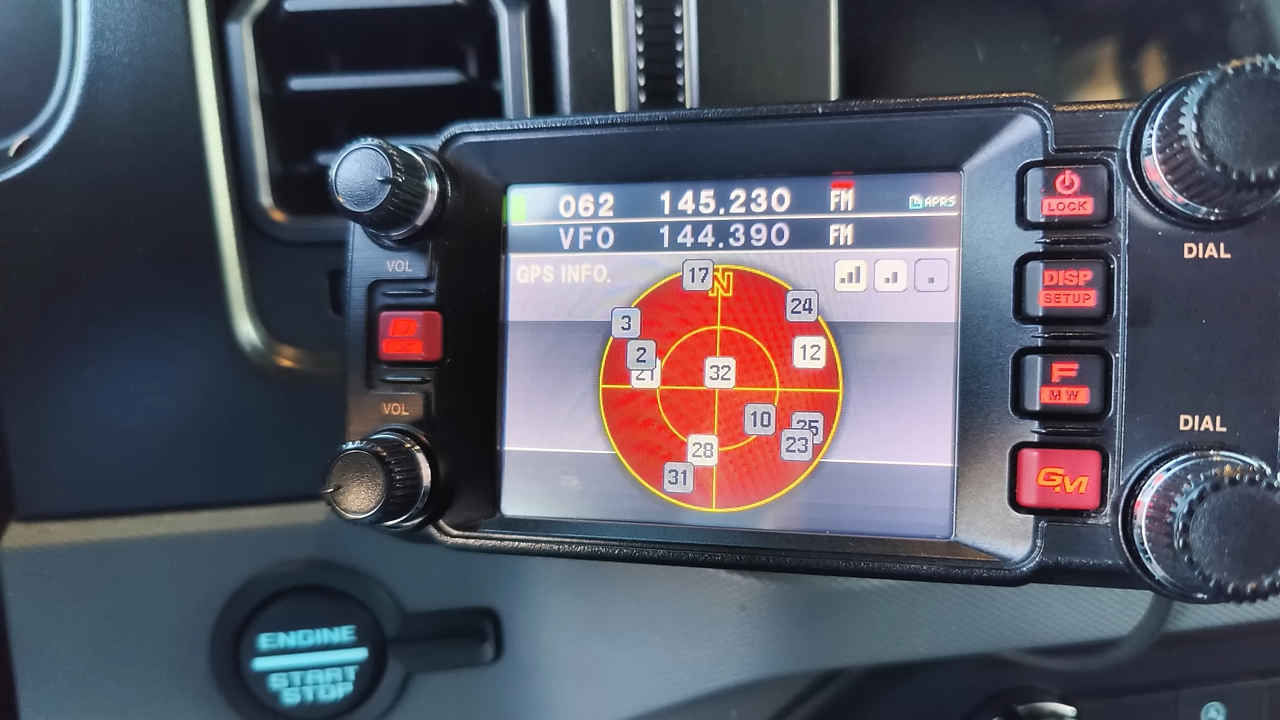 062 145.230 FM APRS
VFO 144.390 FM
GPS INFO.
17
N
24
3
12
2
21
32
10
25
23
28
31
VOL
D
VOL
LOCK
DISP
SETUP
F
MW
GM
DIAL
DIAL
ENGINE
START
STOP